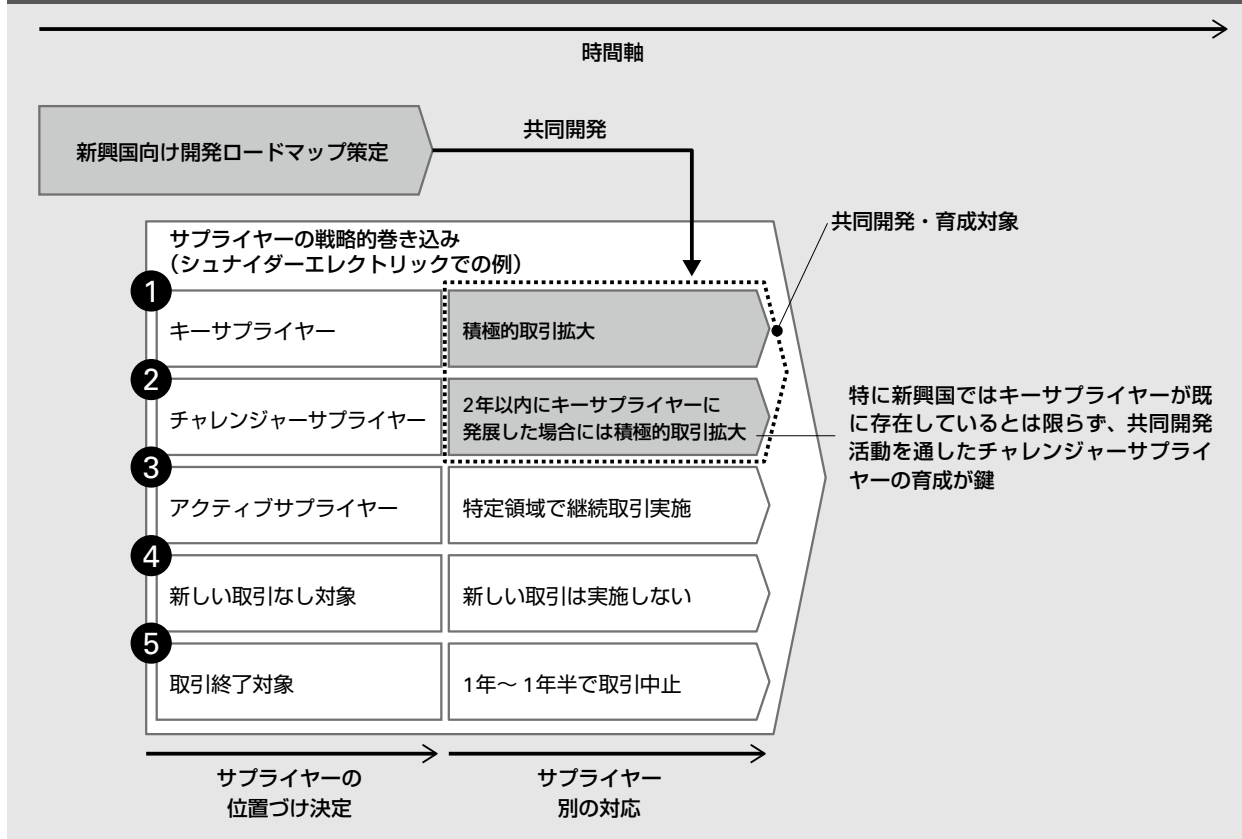 時間軸
新興国向け開発ロードマップ策定
共同開発
共同開発・育成対象
サプライヤーの戦略的巻き込み
（シュナイダーエレクトリックでの例）
1
キーサプライヤー
積極的取引拡大
2
チャレンジャーサプライヤー
2年以内にキーサプライヤーに
発展した場合には積極的取引拡大
特に新興国ではキーサプライヤーが既
に存在しているとは限らず、共同開発
活動を通したチャレンジャーサプライ
ヤーの育成が鍵
3
アクティブサプライヤー
特定領域で継続取引実施
4
新しい取引なし対象
新しい取引は実施しない
5
取引終了対象
1年〜1年半で取引中止
サプライヤーの
位置づけ決定
サプライヤー
別の対応